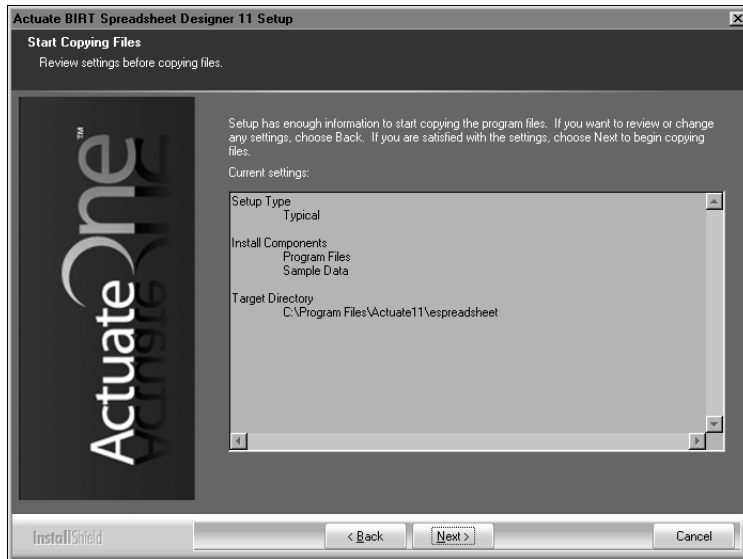 Actuate BIRT Spreadsheet Designer 11 Setup
Start Copying Files
Review settings before copying files.
ActuateOne™
Setup has enough information to start copying the program files. If you want to review or change
any settings, choose Back. If you are satisfied with the settings, choose Next to begin copying
files.
Current settings:
Setup Type
Typical
Install Components
Program Files
Sample Data
Target Directory
C:\Program Files\Actuate11\espreadsheet
InstallShield
< Back
Next >
Cancel